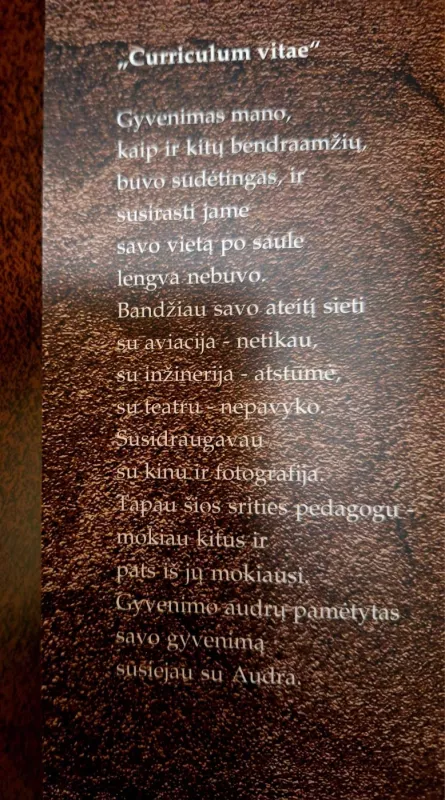 „Curriculum vitae“
Gyvenimas mano,
kaip ir kitų bendraamžių,
buvo sudėtingas, ir
susirasti jame
savo vietą po saule
lengva nebuvo.
Bandžiau savo ateitį sieti
su aviacija - netikau,
su inžinerija - atstūmė,
su teatru - nepavyko.
Susidraugavau
su kinu ir fotografija.
Tapau šios srities pedagogu -
mokiau kitus ir
pats iš jų mokiausi.
Gyvenimo audrų pamėtytas
savo gyvenimą
susiejau su Audra.